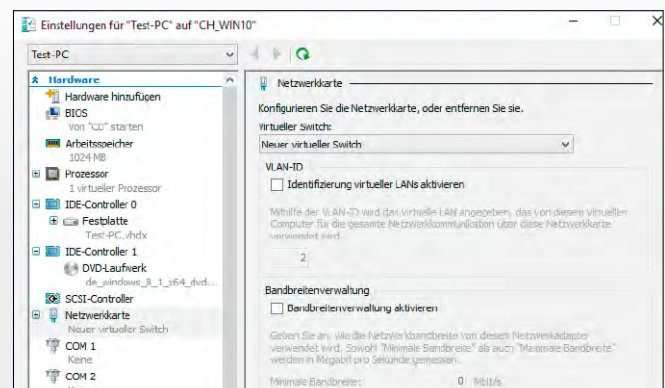 Einstellungen für "Test-PC" auf "CH_WIN10"
Test-PC
Hardware
Hardware hinzufügen
BIOS
Von "CD" starten
Arbeitsspeicher
1024 MB
Prozessor
1 virtueller Prozessor
IDE-Controller 0
Festplatte
Test-PC.vhdx
IDE-Controller 1
DVD-Laufwerk
de_windows_8_1_x64_dvd...
SCSI-Controller
Netzwerkkarte
Neuer virtueller Switch
COM 1
Keine
COM 2
Netzwerkkarte
Konfigurieren Sie die Netzwerkkarte, oder entfernen Sie sie.
Virtueller Switch:
Neuer virtueller Switch
VLAN-ID
Identifizierung virtueller LANs aktivieren
Mithilfe der VLAN-ID wird das virtuelle LAN angegeben, das von diesem virtuellen
Computer für die gesamte Netzwerkkommunikation über diese Netzwerkkarte
verwendet wird.
2
Bandbreitenverwaltung
Bandbreitenverwaltung aktivieren
Geben Sie an, wie die Netzwerkbandbreite von diesem Netzwerkadapter
verwendet wird. Sowohl "Minimale Bandbreite" als auch "Maximale Bandbreite"
werden in Megabit pro Sekunde gemessen.
Minimale Bandbreite: 0 MBit/s